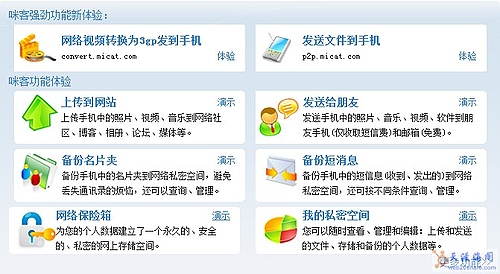 咪客强劲功能新体验：
网络视频转换为3gp发到手机
convert.micat.com
体验
发送文件到手机
p2p.micat.com
体验
咪客功能体验
上传到网站
演示
上传手机中的照片、视频、音乐到网络社
区、博客、相册、论坛、媒体等。
发送给朋友
演示
发送手机中的照片、音乐、视频、软件到朋
友手机(仅收取短信费)和邮箱(免费)。
备份名片夹
演示
备份手机中的名片夹到网络私密空间，避免
丢失通讯录的烦恼，还可以查询、管理。
备份短消息
演示
备份手机中的短信息(收到、发出的)到网络
私密空间，还可按不同条件查询、管理。
网络保险箱
演示
为您的个人数据建立了一个永久的、安全
的、私密的网上存储空间。
我的私密空间
演示
您可以随时查看、管理和编辑：上传和发送
的文件、存储和备份的个人数据等。